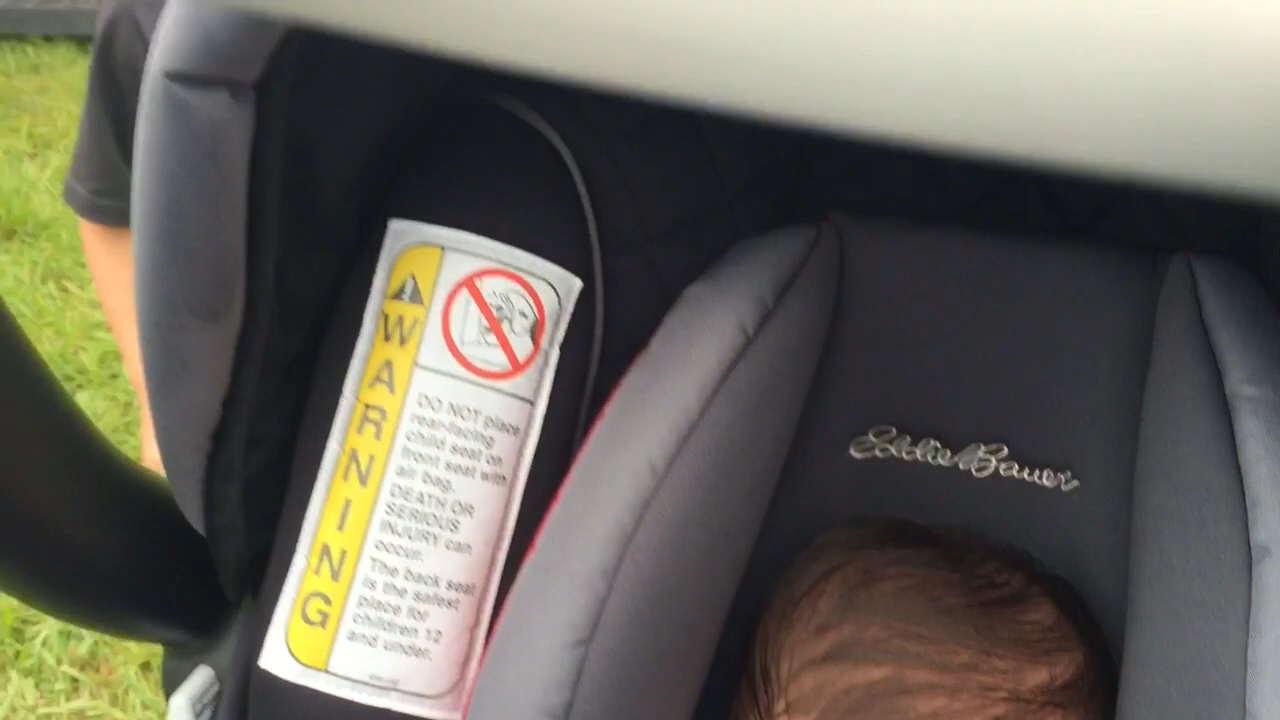 WARNING
DO NOT place
rear-facing
child seat on
front seat with
air bag.
DEATH OR
SERIOUS
INJURY can
occur.
The back seat
is the safest
place for
children 12
and under.
Eddie Bauer